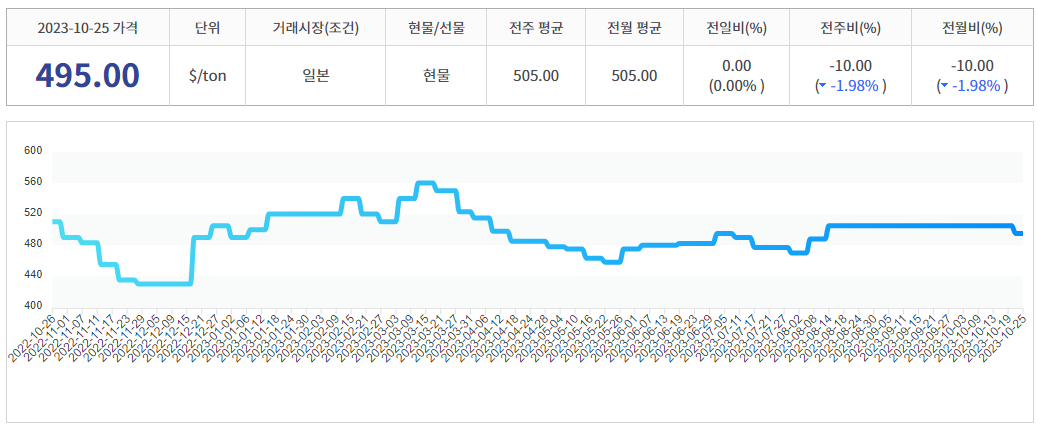 2023-10-25 가격 단위 거래시장(조건) 현물/선물 전주 평균 전월 평균 전일비(%) 전주비(%) 전월비(%)
495.00 $/ton 일본 현물 505.00 505.00 0.00 -10.00 -10.00
(0.00% ) ( -1.98% ) ( -1.98% )
600
560
520
480
440
400
2022-10-26 2022-11-01 2022-11-07 2022-11-11 2022-11-17 2022-11-23 2022-11-29 2022-12-05 2022-12-09 2022-12-15 2022-12-21 2022-12-27 2023-01-02 2023-01-06 2023-01-12 2023-01-18 2023-01-24 2023-01-30 2023-02-03 2023-02-09 2023-02-15 2023-02-21 2023-02-27 2023-03-03 2023-03-09 2023-03-15 2023-03-21 2023-03-27 2023-03-31 2023-04-06 2023-04-12 2023-04-18 2023-04-24 2023-04-28 2023-05-04 2023-05-10 2023-05-16 2023-05-22 2023-05-26 2023-06-01 2023-06-07 2023-06-13 2023-06-19 2023-06-23 2023-06-29 2023-07-05 2023-07-11 2023-07-17 2023-07-21 2023-07-27 2023-08-02 2023-08-08 2023-08-14 2023-08-18 2023-08-24 2023-08-30 2023-09-05 2023-09-11 2023-09-15 2023-09-21 2023-09-27 2023-10-03 2023-10-09 2023-10-13 2023-10-19 2023-10-25